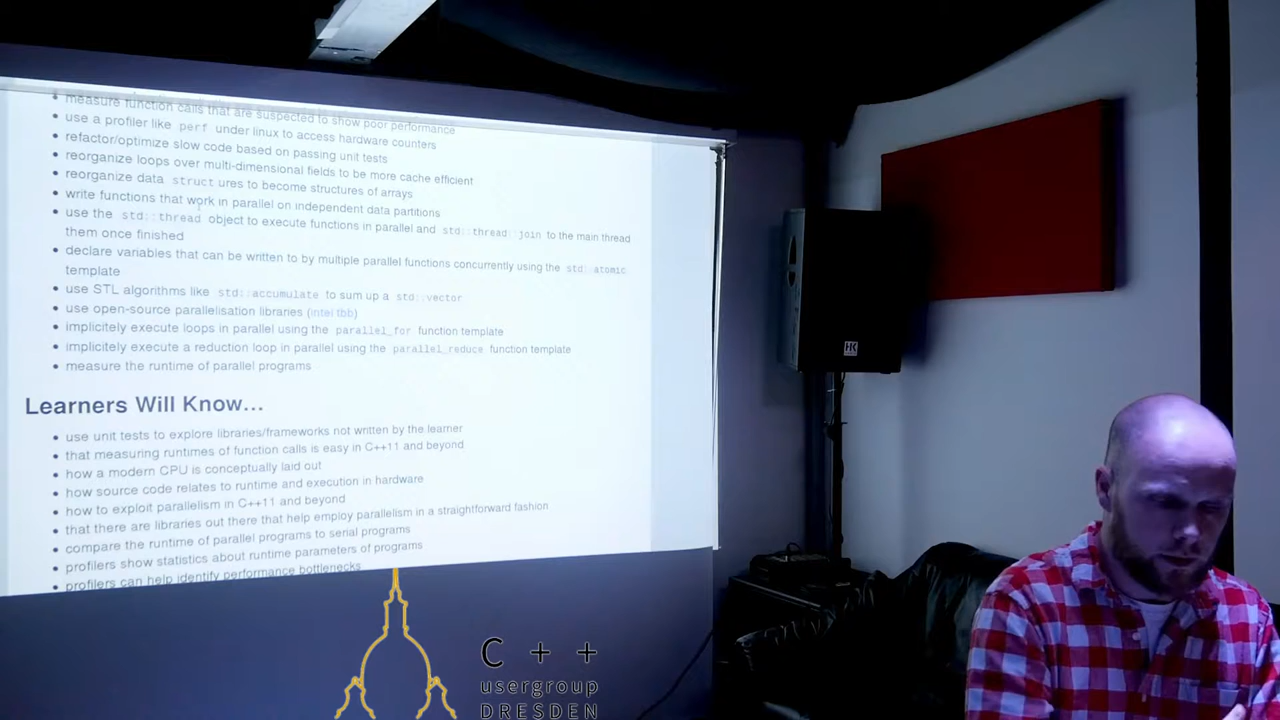 measure function calls that are suspected to show poor performance
use a profiler like perf under linux to access hardware counters
refactor/optimize slow code based on passing unit tests
reorganize loops over multi-dimensional fields to be more cache efficient
reorganize data struct ures to become structures of arrays
write functions that work in parallel on independent data partitions
use the std::thread object to execute functions in parallel and std::thread::join to the main thread
them once finished
declare variables that can be written to by multiple parallel functions concurrently using the std::atomic
template
use STL algorithms like std::accumulate to sum up a std::vector
use open-source parallelisation libraries (intel tbb)
implicitely execute loops in parallel using the parallel_for function template
implicitely execute a reduction loop in parallel using the parallel_reduce function template
measure the runtime of parallel programs
Learners Will Know...
use unit tests to explore libraries/frameworks not written by the learner
that measuring runtimes of function calls is easy in C++11 and beyond
how a modern CPU is conceptually laid out
how source code relates to runtime and execution in hardware
how to exploit parallelism in C++11 and beyond
that there are libraries out there that help employ parallelism in a straightforward fashion
compare the runtime of parallel programs to serial programs
profilers show statistics about runtime parameters of programs
profilers can help identify performance bottlenecks
HK
C + +
usergroup
DRESDEN